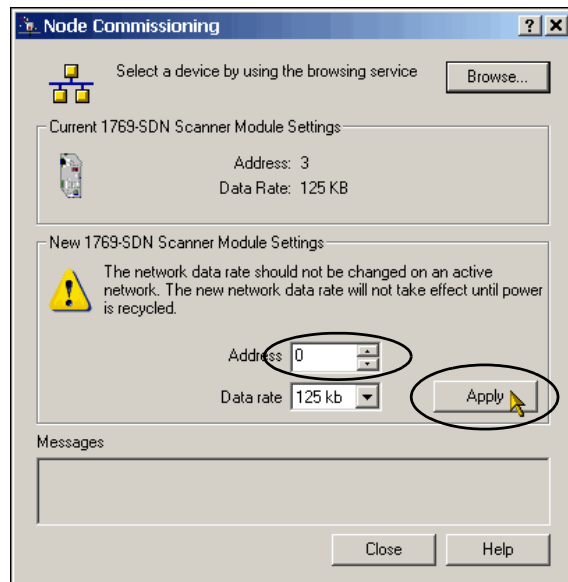 Node Commissioning
Select a device by using the browsing service
Browse...
Current 1769-SDN Scanner Module Settings
Address: 3
Data Rate: 125 KB
New 1769-SDN Scanner Module Settings
The network data rate should not be changed on an active
network. The new network data rate will not take effect until power
is recycled.
Address 0
Data rate 125 kb
Apply
Messages
Close Help